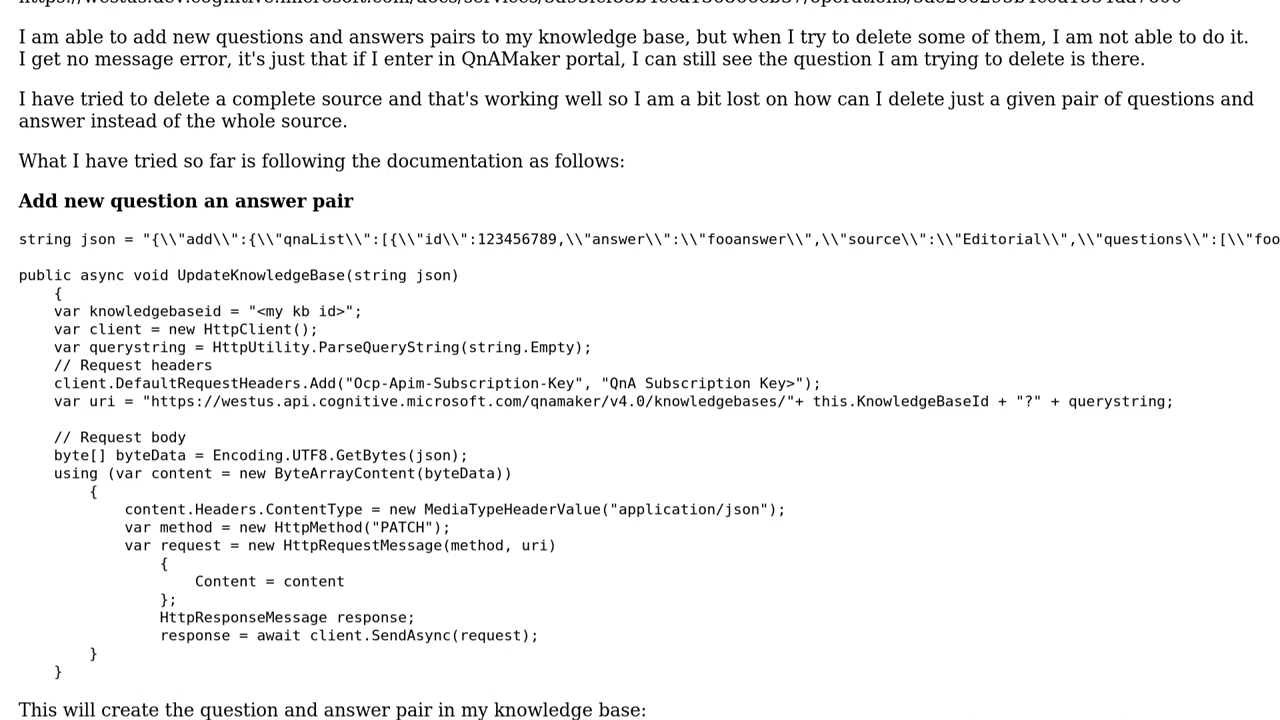 I am able to add new questions and answers pairs to my knowledge base, but when I try to delete some of them, I am not able to do it.
I get no message error, it's just that if I enter in QnAMaker portal, I can still see the question I am trying to delete is there.
I have tried to delete a complete source and that's working well so I am a bit lost on how can I delete just a given pair of questions and
answer instead of the whole source.
What I have tried so far is following the documentation as follows:
Add new question an answer pair
string json = "{\\"add\\":{\\"qnaList\\":[{\\"id\\":123456789,\\"answer\\":\\"fooanswer\\",\\"source\\":\\"Editorial\\",\\"questions\\":[\\"foo
public async void UpdateKnowledgeBase(string json)
    {
    var knowledgebaseid = "<my kb id>";
    var client = new HttpClient();
    var querystring = HttpUtility.ParseQueryString(string.Empty);
    // Request headers
    client.DefaultRequestHeaders.Add("Ocp-Apim-Subscription-Key", "QnA Subscription Key>");
    var uri = "https://westus.api.cognitive.microsoft.com/qnamaker/v4.0/knowledgebases/"+ this.KnowledgeBaseId + "?" + querystring;
    // Request body
    byte[] byteData = Encoding.UTF8.GetBytes(json);
    using (var content = new ByteArrayContent(byteData))
        {
            content.Headers.ContentType = new MediaTypeHeaderValue("application/json");
            var method = new HttpMethod("PATCH");
            var request = new HttpRequestMessage(method, uri)
                {
                    Content = content
                };
                HttpResponseMessage response;
                response = await client.SendAsync(request);
        }
    }
This will create the question and answer pair in my knowledge base: